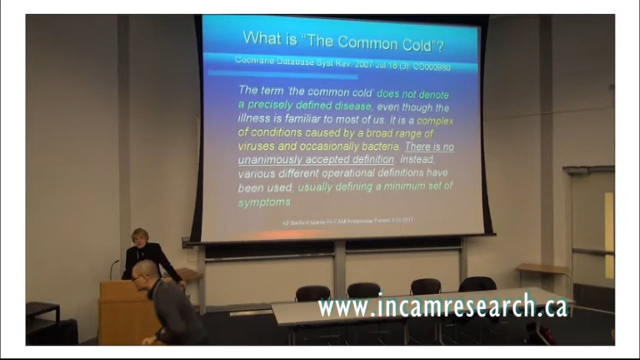 What is "The Common Cold"?
Cochrane Database Syst Rev. 2007 Jul 18;(3):
The term 'the common cold' does not denote
a precisely defined disease, even though the
illness is familiar to most of us. It is a complex
of conditions caused by a broad range of
viruses and occasionally bacteria. There is no
unanimously accepted definition. Instead,
various different operational definitions have
been used, usually defining a minimum set of
symptoms.
www.incamresearch.ca